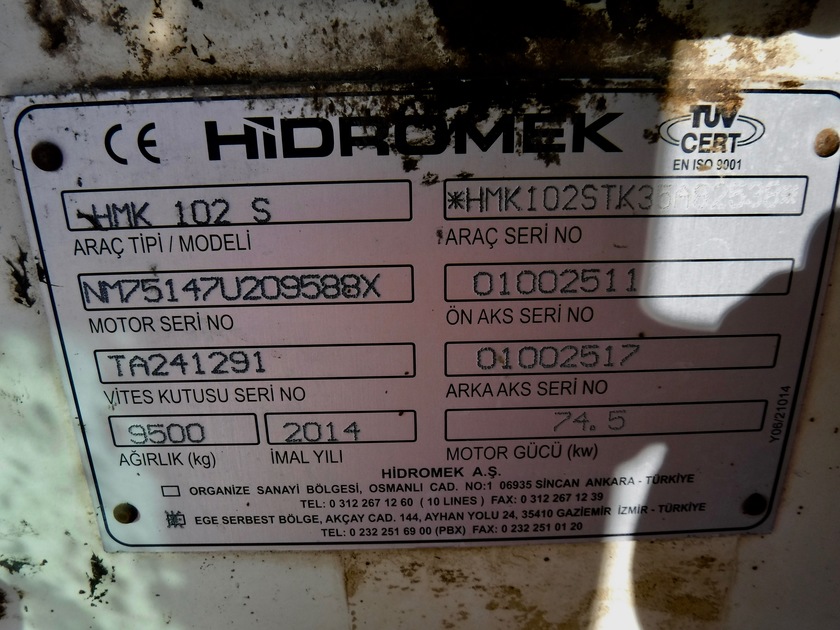 CE HİDROMEK TÜV CERT
EN ISO 9001
HMK 102 S
ARAÇ TİPİ / MODELİ
ARAÇ SERİ NO
NM75147U209588X 01002511
MOTOR SERİ NO ÖN AKS SERİ NO
TA241291 01002517
VİTES KUTUSU SERİ NO ARKA AKS SERİ NO
9500 2014 74.5
AĞIRLIK (kg) İMAL YILI MOTOR GÜCÜ (kw)
Y06/21014
HİDROMEK A.Ş.
ORGANIZE SANAYİ BÖLGESİ, OSMANLI CAD. NO:1 06935 SİNCAN ANKARA - TÜRKİYE
TEL: 0 312 267 12 60 ( 10 LINES ) FAX: 0 312 267 12 39
EGE SERBEST BÖLGE, AKÇAY CAD. 144, AYHAN YOLU 24, 35410 GAZİEMİR İZMİR - TÜRKİYE
TEL: 0 232 251 69 00 (PBX) FAX: 0 232 251 01 20